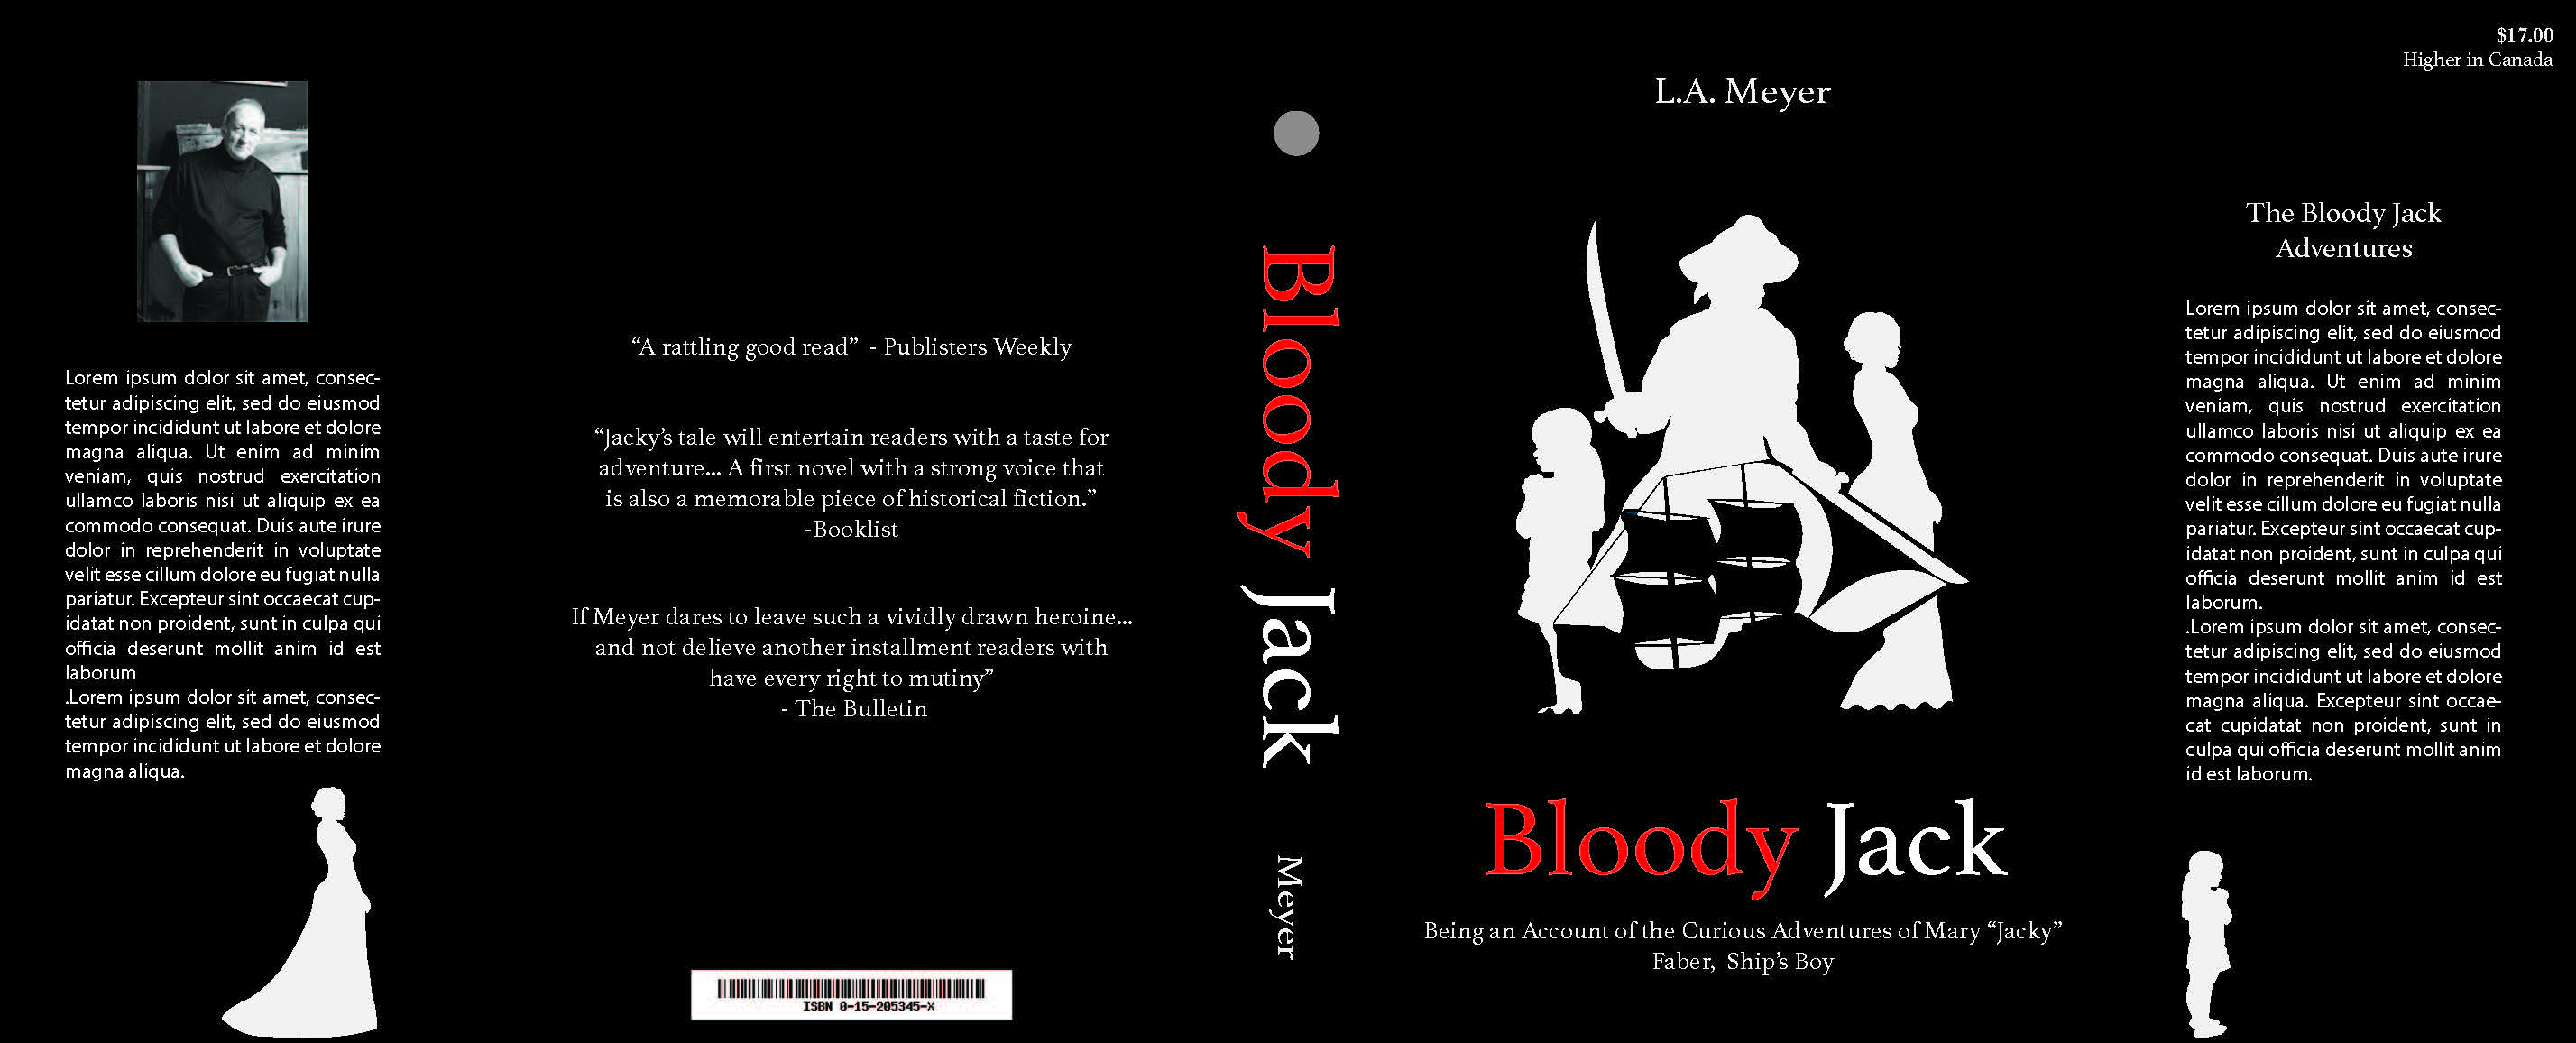 Lorem ipsum dolor sit amet, consec-
tetur adipiscing elit, sed do eiusmod
tempor incididunt ut labore et dolore
magna aliqua. Ut enim ad minim
veniam, quis nostrud exercitation
ullamco laboris nisi ut aliquip ex ea
commodo consequat. Duis aute irure
dolor in reprehenderit in voluptate
velit esse cillum dolore eu fugiat nulla
pariatur. Excepteur sint occaecat cup-
idatat non proident, sunt in culpa qui
officia deserunt mollit anim id est
laborum
.Lorem ipsum dolor sit amet, consec-
tetur adipiscing elit, sed do eiusmod
tempor incididunt ut labore et dolore
magna aliqua.
“A rattling good read”  - Publisters Weekly
“Jacky’s tale will entertain readers with a taste for
adventure... A first novel with a strong voice that
is also a memorable piece of historical fiction.”
-Booklist
If Meyer dares to leave such a vividly drawn heroine...
and not delieve another installment readers with
have every right to mutiny”
- The Bulletin
ISBN 0-15-205345-X
Bloody Jack
Meyer
L.A. Meyer
Bloody Jack
Being an Account of the Curious Adventures of Mary “Jacky”
Faber,  Ship’s Boy
$17.00
Higher in Canada
The Bloody Jack
Adventures
Lorem ipsum dolor sit amet, consec-
tetur adipiscing elit, sed do eiusmod
tempor incididunt ut labore et dolore
magna aliqua. Ut enim ad minim
veniam, quis nostrud exercitation
ullamco laboris nisi ut aliquip ex ea
commodo consequat. Duis aute irure
dolor in reprehenderit in voluptate
velit esse cillum dolore eu fugiat nulla
pariatur. Excepteur sint occaecat cup-
idatat non proident, sunt in culpa qui
officia deserunt mollit anim id est
laborum.
.Lorem ipsum dolor sit amet, consec-
tetur adipiscing elit, sed do eiusmod
tempor incididunt ut labore et dolore
magna aliqua. Excepteur sint occae-
cat cupidatat non proident, sunt in
culpa qui officia deserunt mollit anim
id est laborum.